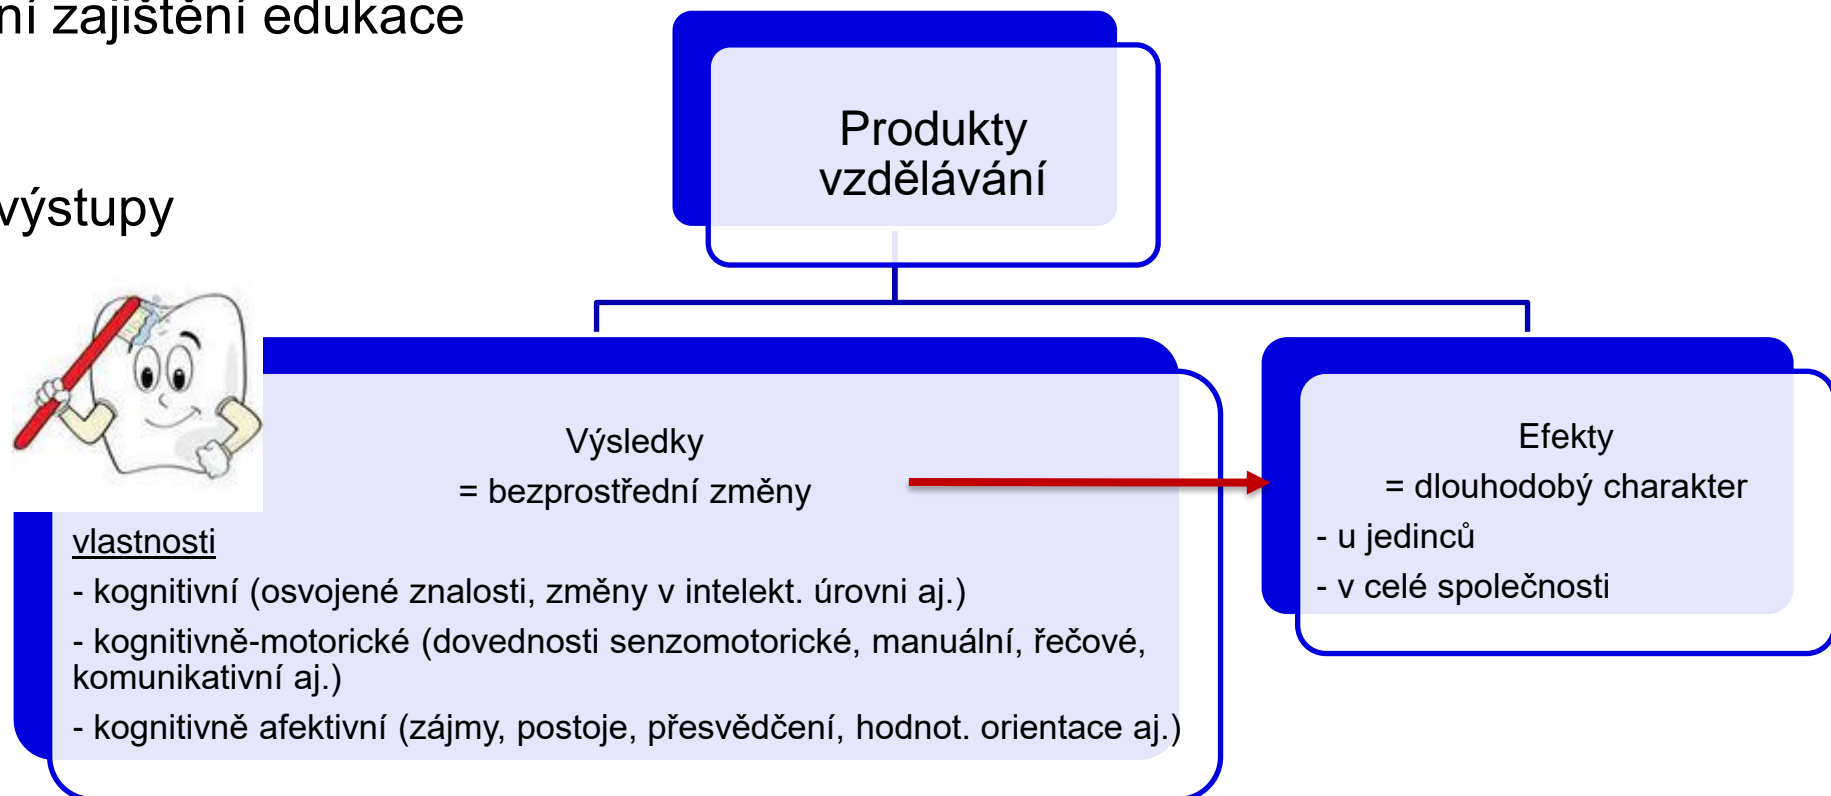 ní zajištění edukace
výstupy
Produkty
vzdělávání
Výsledky
= bezprostřední změny
vlastnosti
- kognitivní (osvojené znalosti, změny v intelekt. úrovni aj.)
- kognitivně-motorické (dovednosti senzomotorické, manuální, řečové,
komunikativní aj.)
- kognitivně afektivní (zájmy, postoje, přesvědčení, hodnot. orientace aj.)
Efekty
= dlouhodobý charakter
- u jedinců
- v celé společnosti